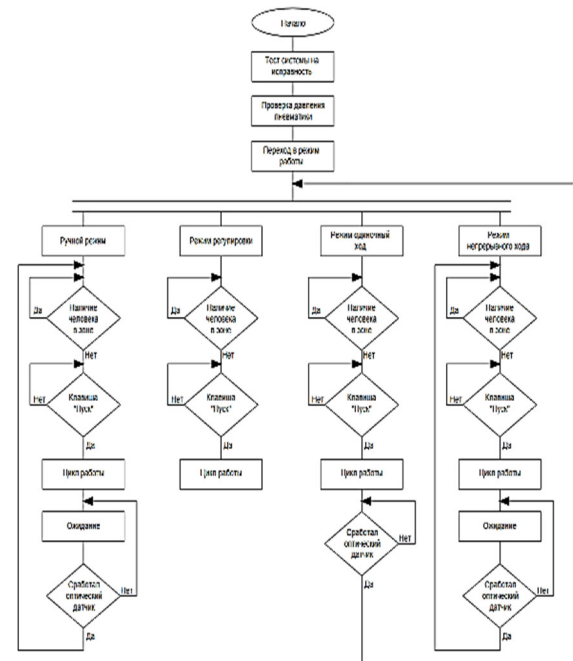 Начало
Тест системы на
исправность
Проверка давления
пневматики
Переход в режим
работы
Ручной режим
Наличие
человека
в зоне
Да
Нет
Клавиша
"Пуск"
Нет
Да
Цикл работы
Ожидание
Сработал
оптический
датчик
Нет
Да
Режим регулировки
Наличие
человека
в зоне
Да
Нет
Клавиша
"Пуск"
Нет
Да
Цикл работы
Режим одиночный
ход
Наличие
человека
в зоне
Да
Нет
Клавиша
"Пуск"
Нет
Да
Цикл работы
Сработал
оптический
датчик
Нет
Да
Режим
непрерывного хода
Наличие
человека
в зоне
Да
Нет
Клавиша
"Пуск"
Нет
Да
Цикл работы
Ожидание
Сработал
оптический
датчик
Нет
Да